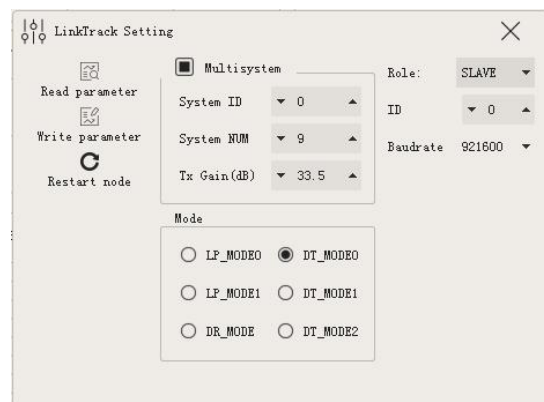 LinkTrack Setting
Read parameter
Write parameter
Restart node
Multisystem
System ID 0
System NUM 9
Tx Gain(dB) 33.5
Role: SLAVE
ID 0
Baudrate 921600
Mode
LP_MODE0 DT_MODE0
LP_MODE1 DT_MODE1
DR_MODE DT_MODE2